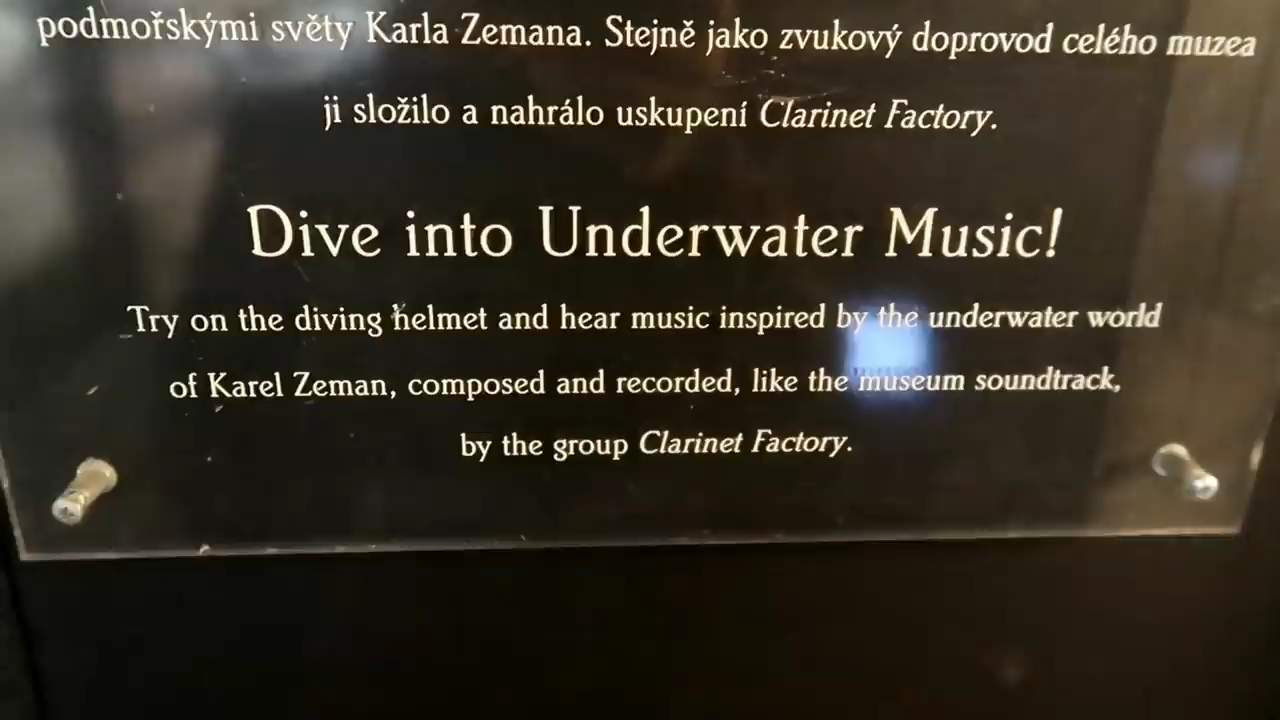 podmořskými světy Karla Zemana. Stejně jako zvukový doprovod celého muzea
ji složilo a nahrálo uskupení Clarinet Factory.
Dive into Underwater Music!
Try on the diving helmet and hear music inspired by the underwater world
of Karel Zeman, composed and recorded, like the museum soundtrack,
by the group Clarinet Factory.